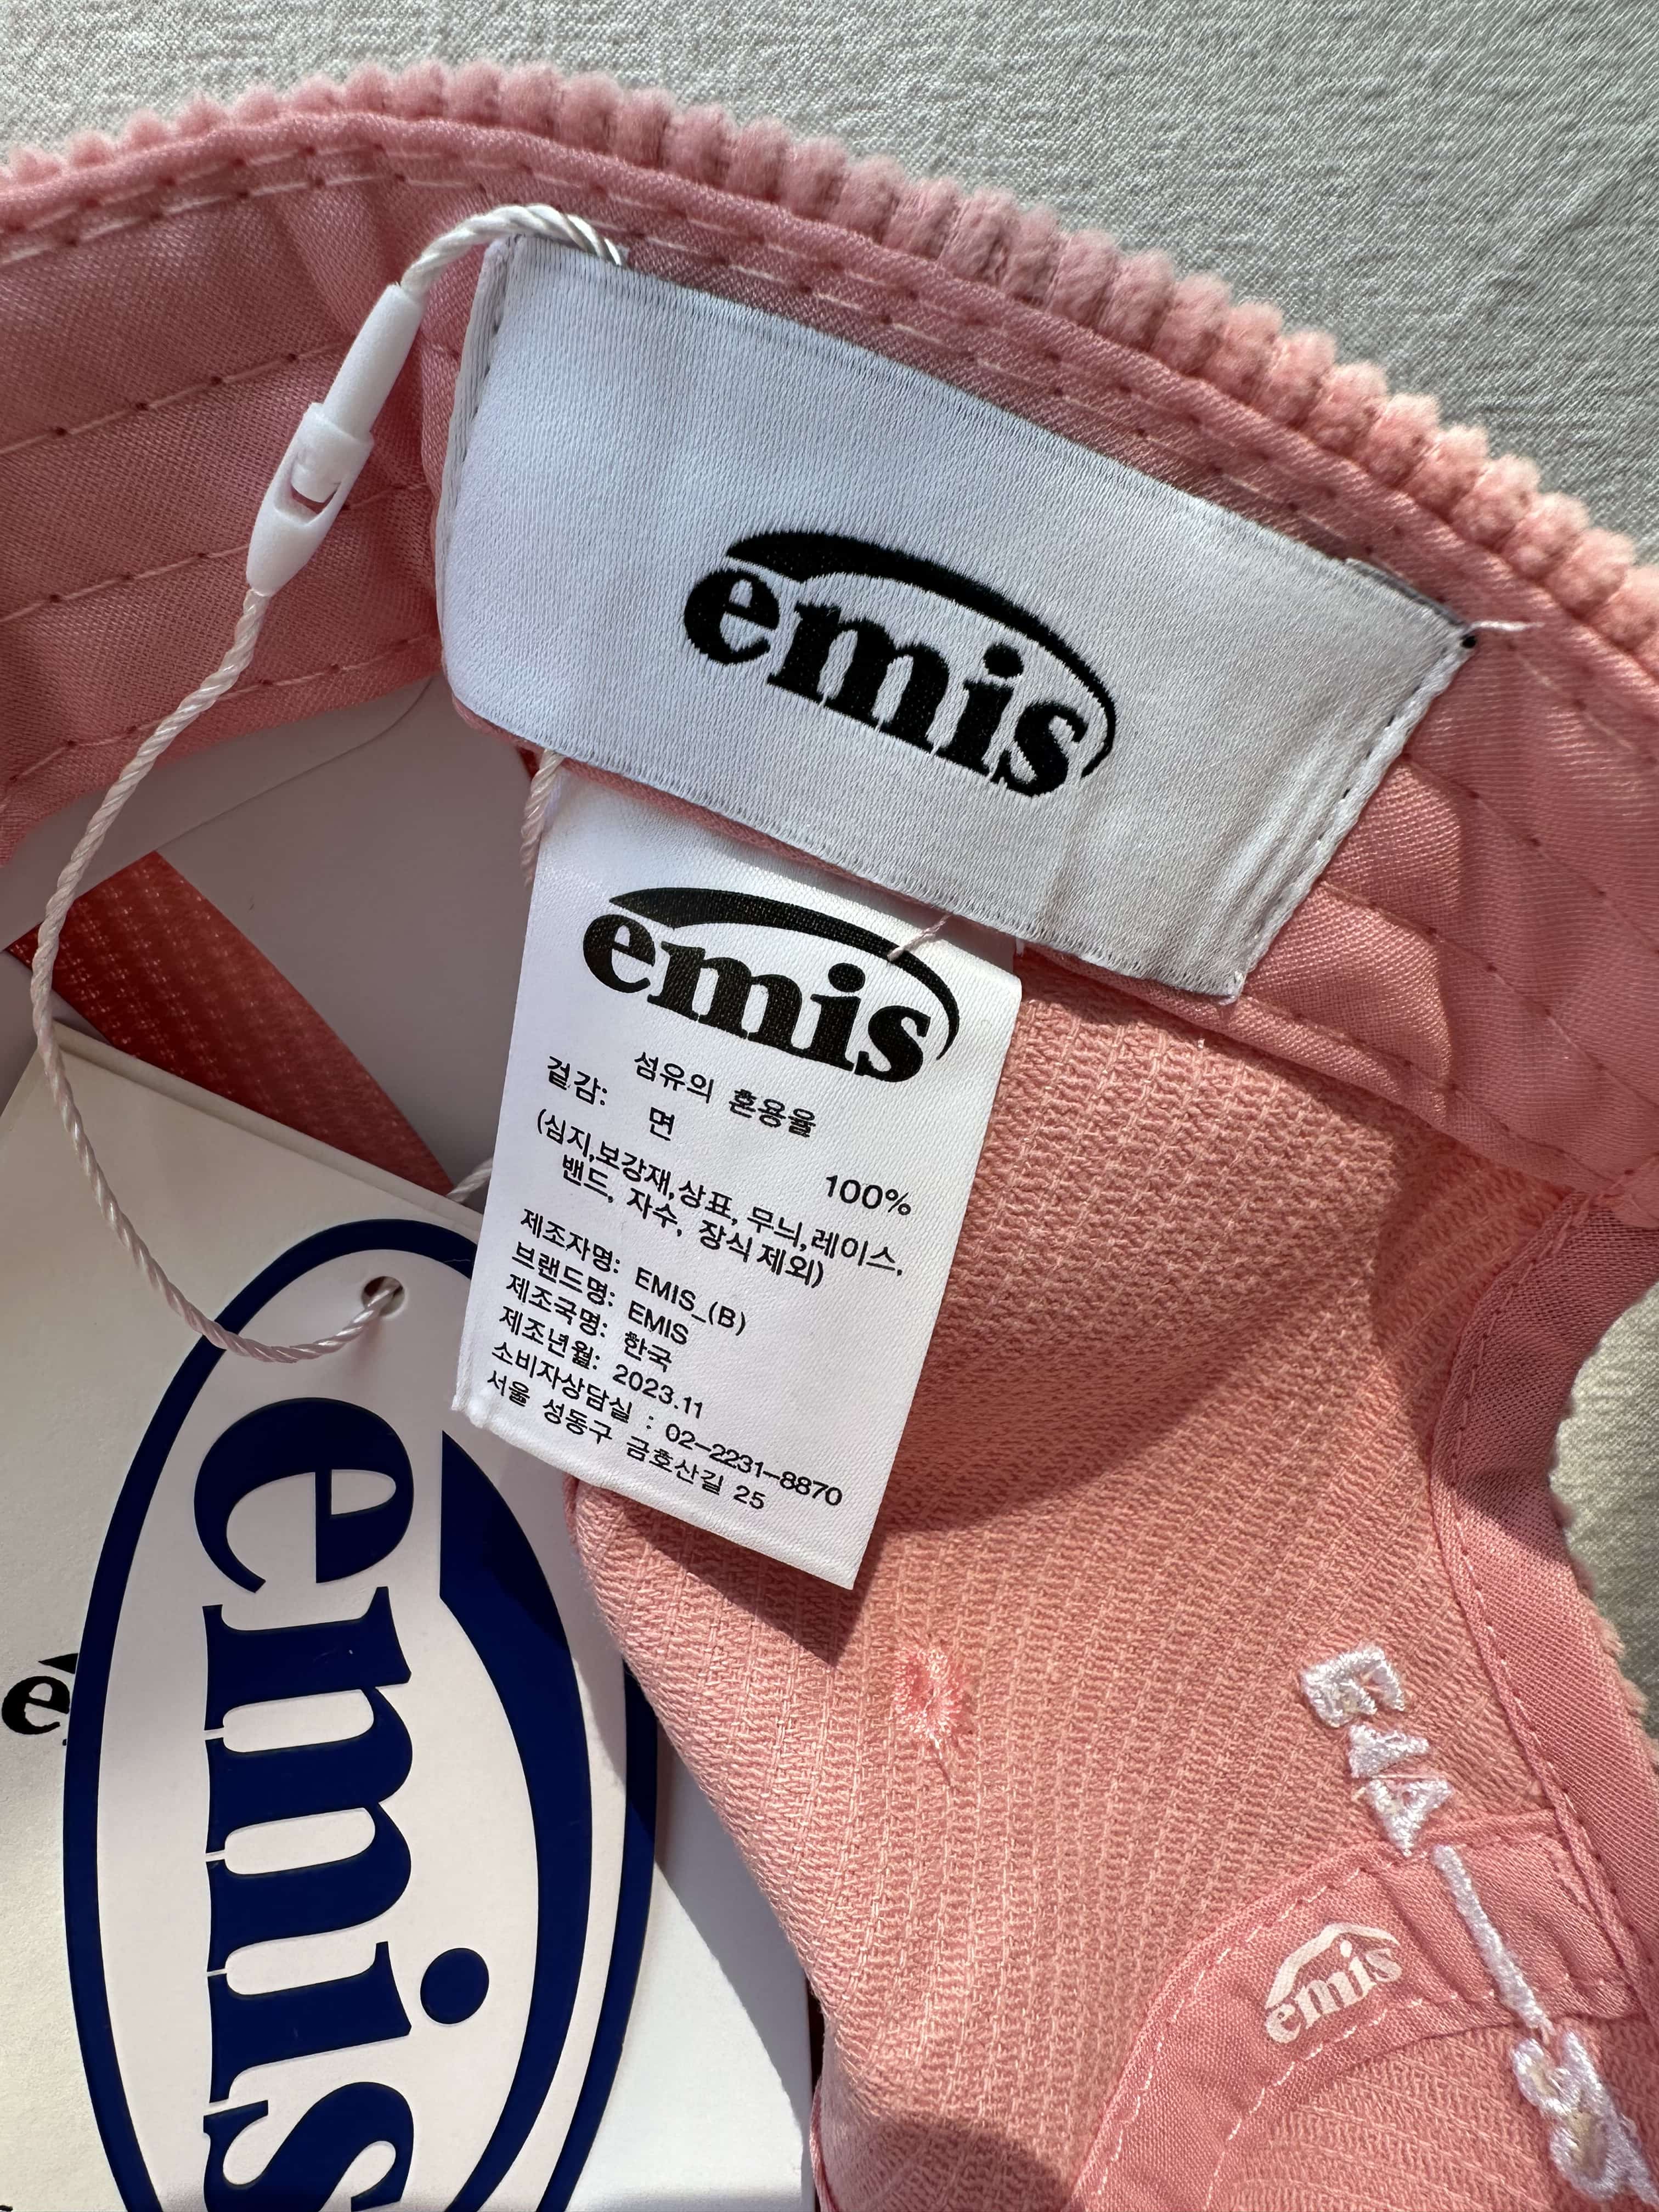 emis
emis
섬유의 혼용율
겉감: 면 100%
(심지,보강재,상표, 무늬,레이스,
밴드, 자수, 장식 제외)
제조자명: EMIS_(B)
브랜드명: EMIS
제조국명: 한국
제조년월: 2023.11
소비자상담실 : 02-2231-8870
서울 성동구 금호산길 25
emis
emis